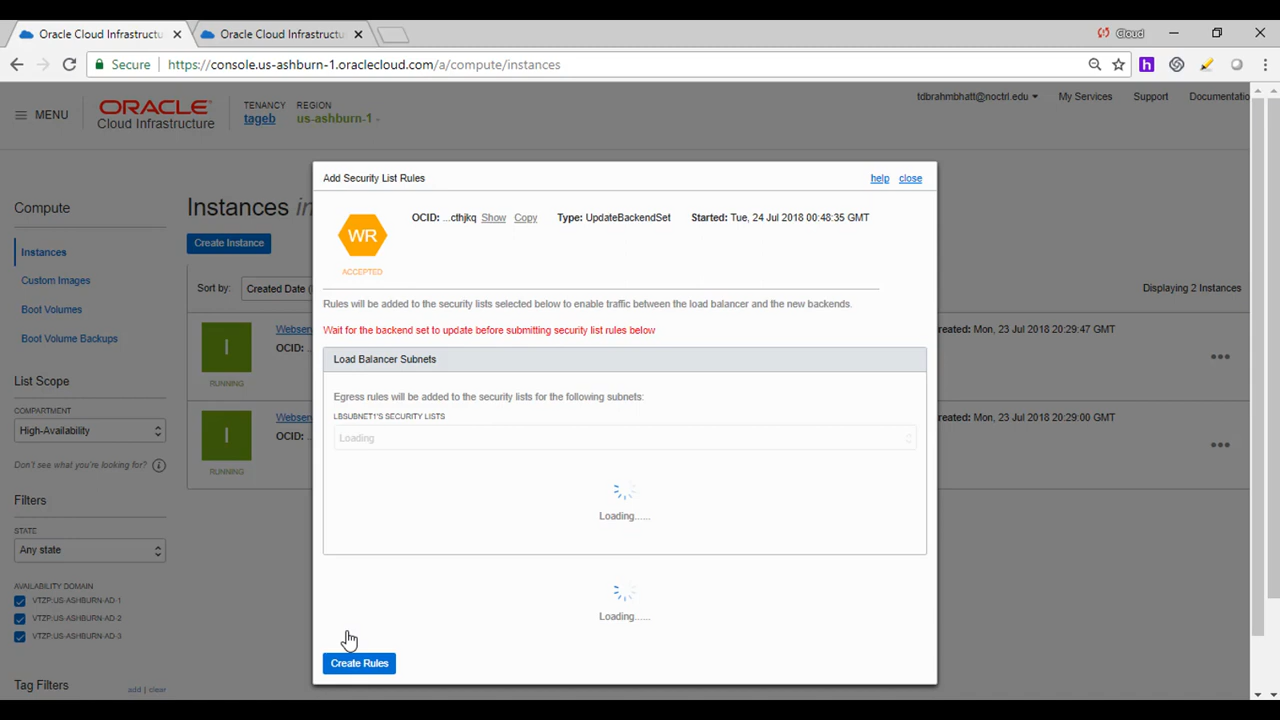 Oracle Cloud Infrastructu
Oracle Cloud Infrastructu
Cloud
Secure
https://console.us-ashburn-1.oraclecloud.com/a/compute/instances
MENU
ORACLE
Cloud Infrastructure
TENANCY
tageb
REGION
us-ashburn-1
tdbrahmbhatt@noctrl.edu
My Services
Support
Documentatio
Compute
Instances
Custom Images
Boot Volumes
Boot Volume Backups
List Scope
COMPARTMENT
High-Availability
Don't see what you're looking for?
Filters
STATE
Any state
AVAILABILITY DOMAIN
VTZP:US-ASHBURN-AD-1
VTZP:US-ASHBURN-AD-2
VTZP:US-ASHBURN-AD-3
Tag Filters
add | clear
Instances in
Create Instance
Sort by:
Created Date (
Displaying 2 Instances
I
RUNNING
Websen
OCID: ..
reated: Mon, 23 Jul 2018 20:29:47 GMT
I
RUNNING
Websen
OCID: ..
reated: Mon, 23 Jul 2018 20:29:00 GMT
Add Security List Rules
help
close
WR
ACCEPTED
OCID: ...cthjkq Show Copy
Type: UpdateBackendSet
Started: Tue, 24 Jul 2018 00:48:35 GMT
Rules will be added to the security lists selected below to enable traffic between the load balancer and the new backends.
Wait for the backend set to update before submitting security list rules below
Load Balancer Subnets
Egress rules will be added to the security lists for the following subnets:
LBSUBNET1'S SECURITY LISTS
Loading
Loading......
Loading......
Create Rules